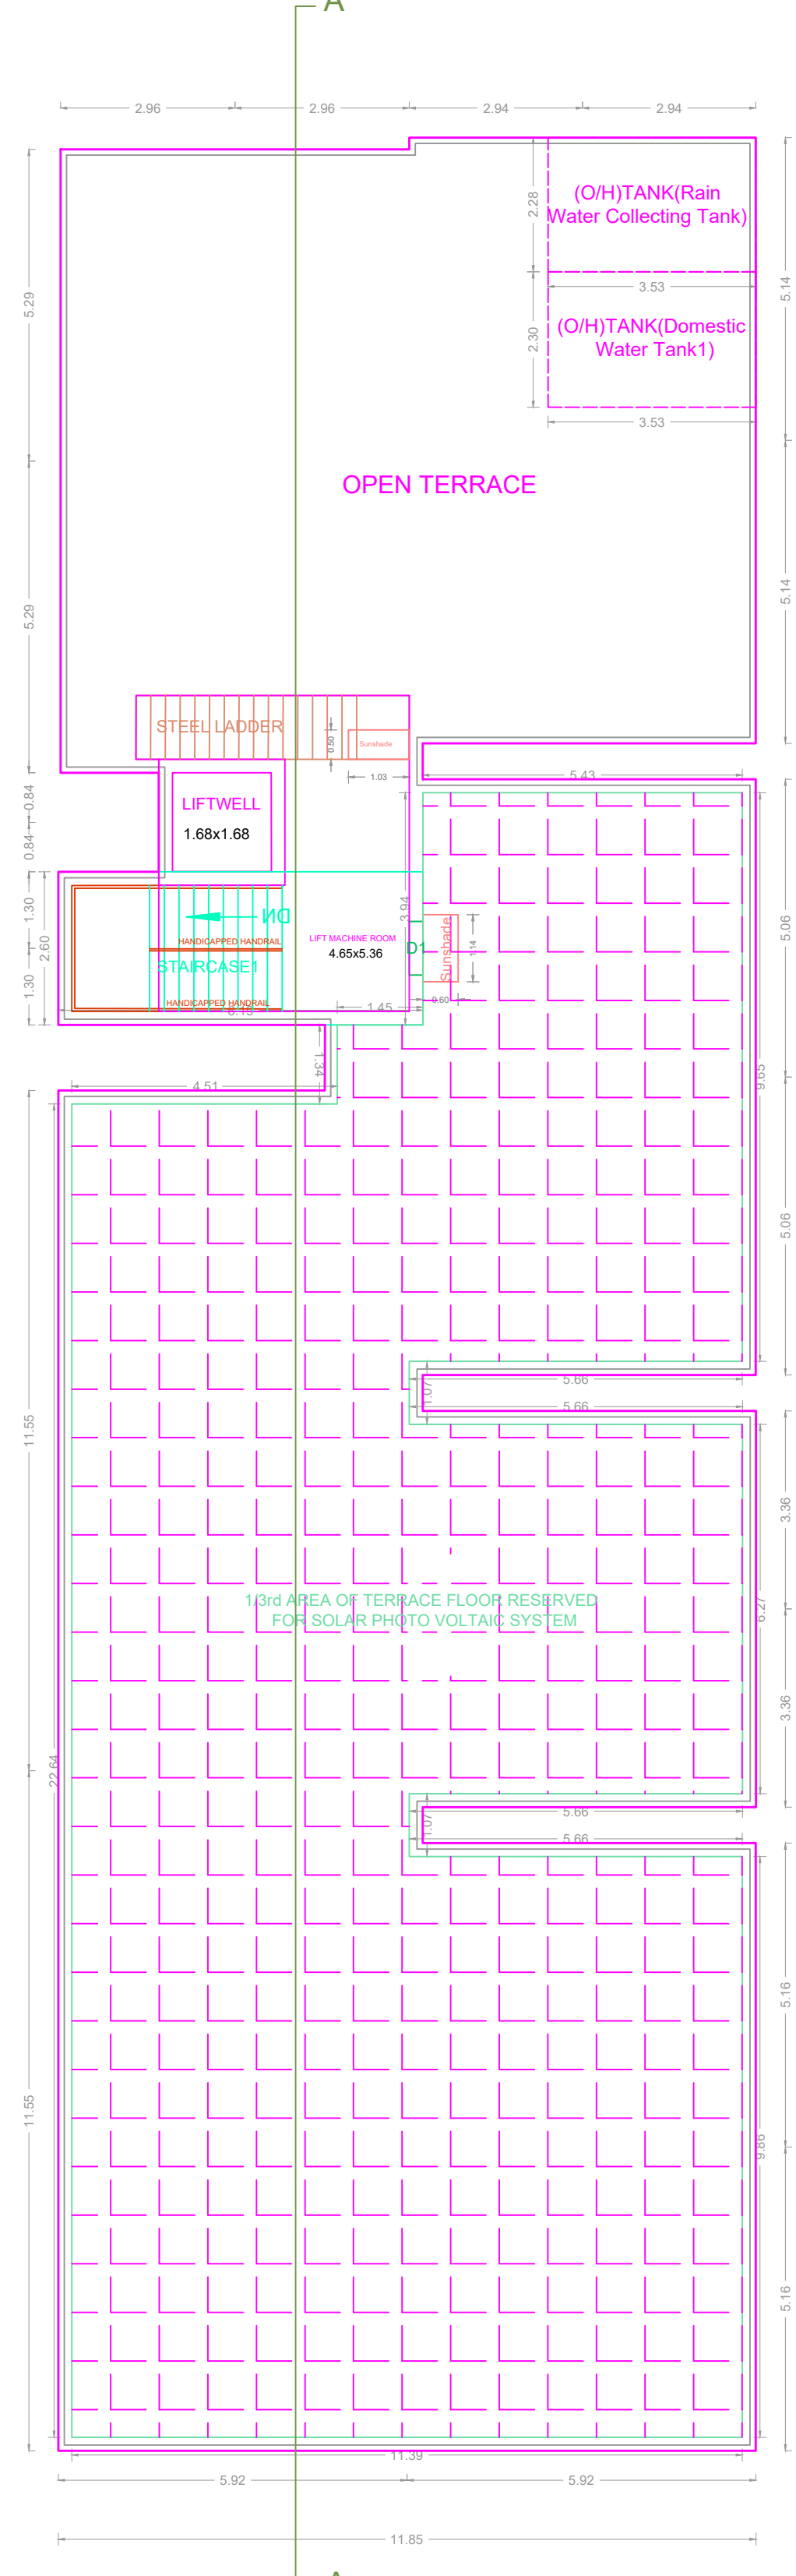 A
2.96
2.96
2.94
2.94
(O/H)TANK(Rain
Water Collecting Tank)
2.28
3.53
5.14
5.29
(O/H)TANK(Domestic
Water Tank1)
2.30
3.53
OPEN TERRACE
5.29
5.14
STEEL LADDER
0.50
Sunshade
1.03
5.43
LIFTWELL
1.68x1.68
0.84
0.84
3.94
1.30
2.60
DN
HANDICAPPED HANDRAIL
LIFT MACHINE ROOM
4.65x5.36
D1
Sunshade
1.14
5.06
STAIRCASE1
1.30
HANDICAPPED HANDRAIL
6.15
1.45
0.60
1.34
4.51
9.65
5.06
5.66
1.07
5.66
11.55
3.36
1/3rd AREA OF TERRACE FLOOR RESERVED
FOR SOLAR PHOTO VOLTAIC SYSTEM
6.27
3.36
22.64
5.66
1.07
5.66
5.16
11.55
9.86
5.16
11.39
5.92
5.92
11.85
A